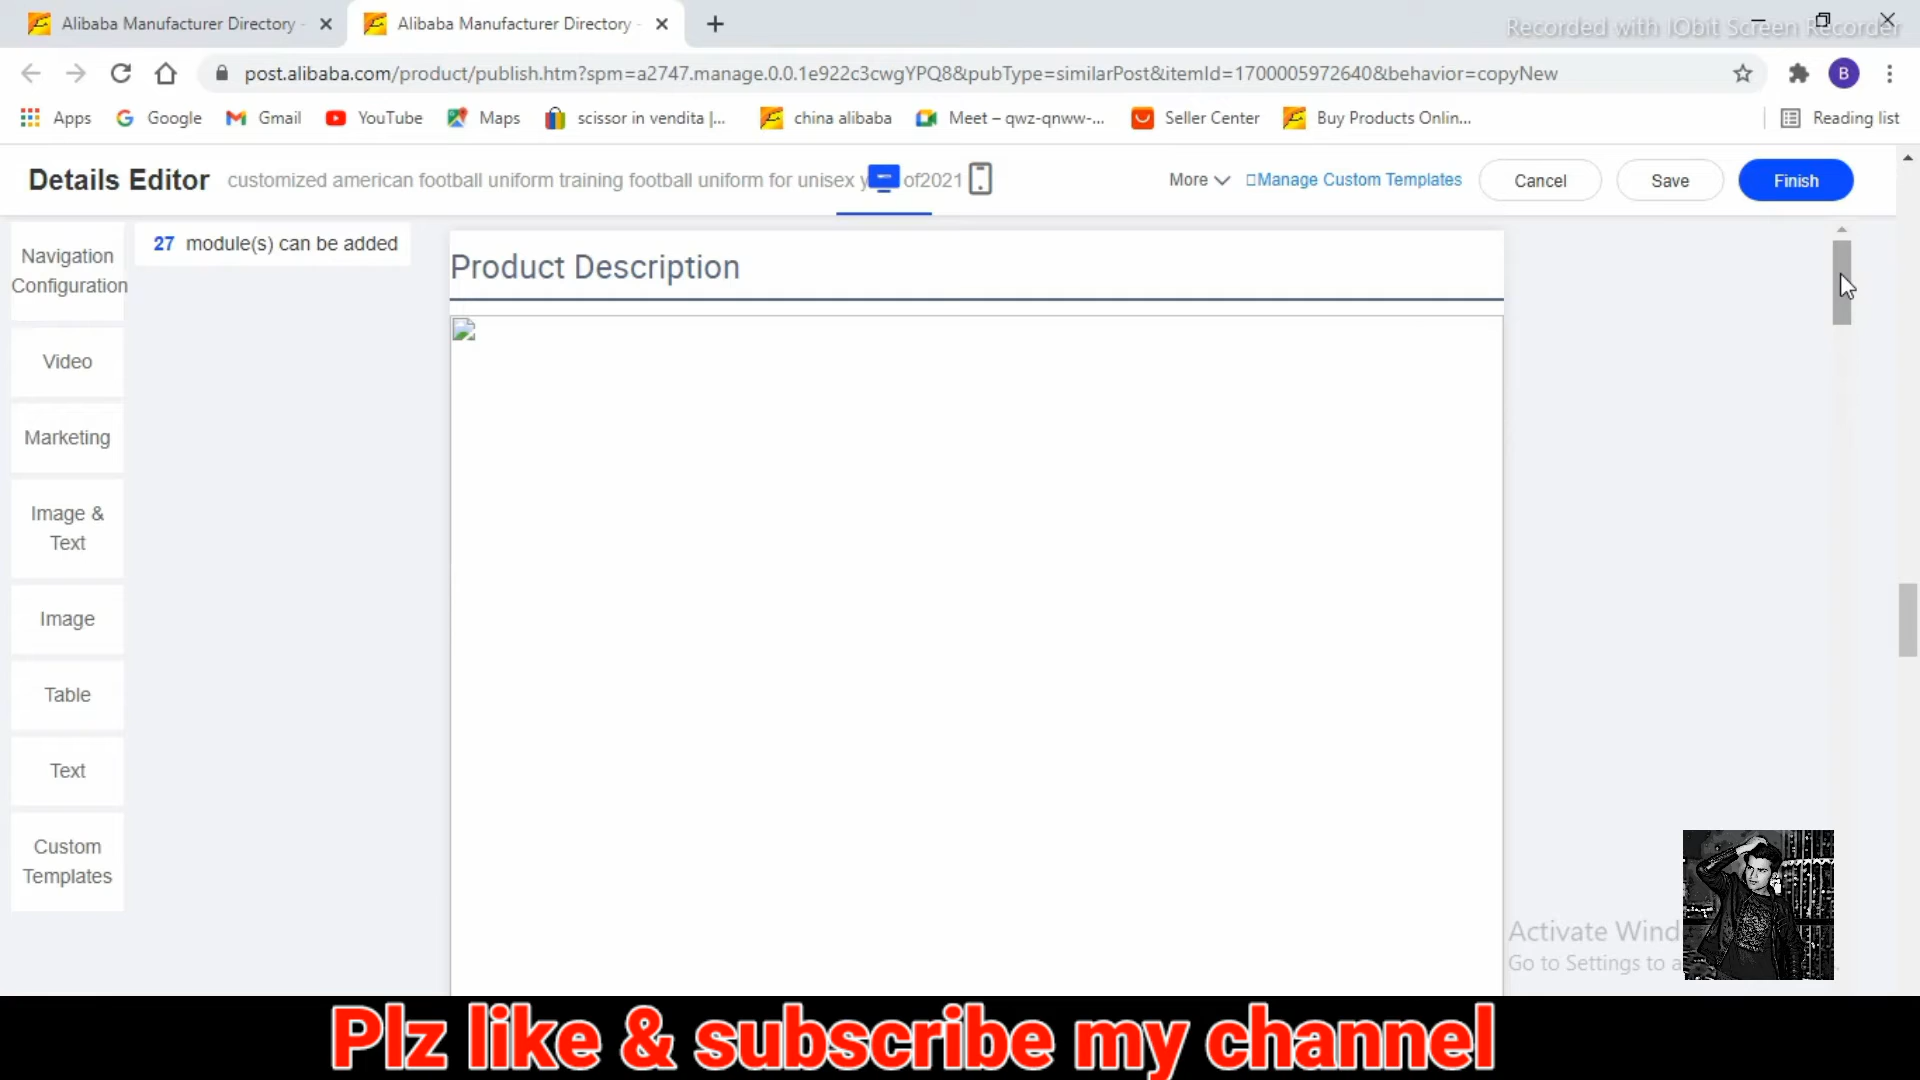 Alibaba Manufacturer Directory -
Alibaba Manufacturer Directory -
Recorded with IObit Screen Recorder
post.alibaba.com/product/publish.htm?spm=a2747.manage.0.0.1e922c3cwgYPQ8&pubType=similarPost&itemId=1700005972640&behavior=copyNew
B
Apps
Google
Gmail
YouTube
Maps
scissor in vendita |...
china alibaba
Meet – qwz-qnww-...
Seller Center
Buy Products Onlin...
Reading list
Details Editor
customized american football uniform training football uniform for unisex y of2021
More
Manage Custom Templates
Cancel
Save
Finish
Navigation
Configuration
27 module(s) can be added
Product Description
Video
Marketing
Image &
Text
Image
Table
Text
Custom
Templates
Activate Wind
Go to Settings to a
Plz like & subscribe my channel